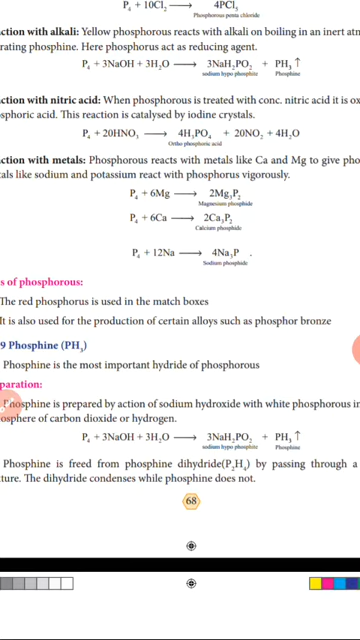 P₄ + 10Cl₂ ⟶ 4PCl₅
Phosphorous penta chloride
action with alkali: Yellow phosphorous reacts with alkali on boiling in an inert atm
rating phosphine. Here phosphorus act as reducing agent.
P₄ + 3NaOH + 3H₂O ⟶ 3NaH₂PO₂ + PH₃ ↑
sodium hypo phosphite Phosphine
action with nitric acid: When phosphorous is treated with conc. nitric acid it is ox
sphoric acid. This reaction is catalysed by iodine crystals.
P₄ + 20HNO₃ ⟶ 4H₃PO₄ + 20NO₂ + 4H₂O
Ortho phosphoric acid
action with metals: Phosphorous reacts with metals like Ca and Mg to give pho
tals like sodium and potassium react with phosphorus vigorously.
P₄ + 6Mg ⟶ 2Mg₃P₂
Magnesium phosphide
P₄ + 6Ca ⟶ 2Ca₃P₂
Calcium phosphide
P₄ + 12Na ⟶ 4Na₃P .
Sodium phosphide
s of phosphorous:
The red phosphorus is used in the match boxes
It is also used for the production of certain alloys such as phosphor bronze
9 Phosphine (PH₃)
Phosphine is the most important hydride of phosphorous
paration:
Phosphine is prepared by action of sodium hydroxide with white phosphorous in
osphere of carbon dioxide or hydrogen.
P₄ + 3NaOH + 3H₂O ⟶ 3NaH₂PO₂ + PH₃ ↑
sodium hypo phosphite Phosphine
Phosphine is freed from phosphine dihydride(P₂H₄) by passing through a
ture. The dihydride condenses while phosphine does not.
68